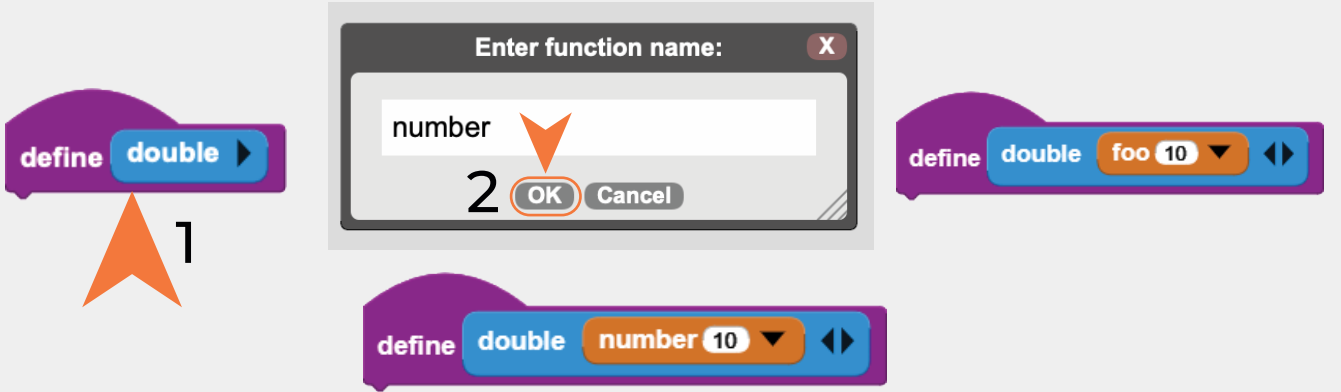 define double
1
Enter function name:
X
number
2 OK Cancel
define double foo 10
define double number 10